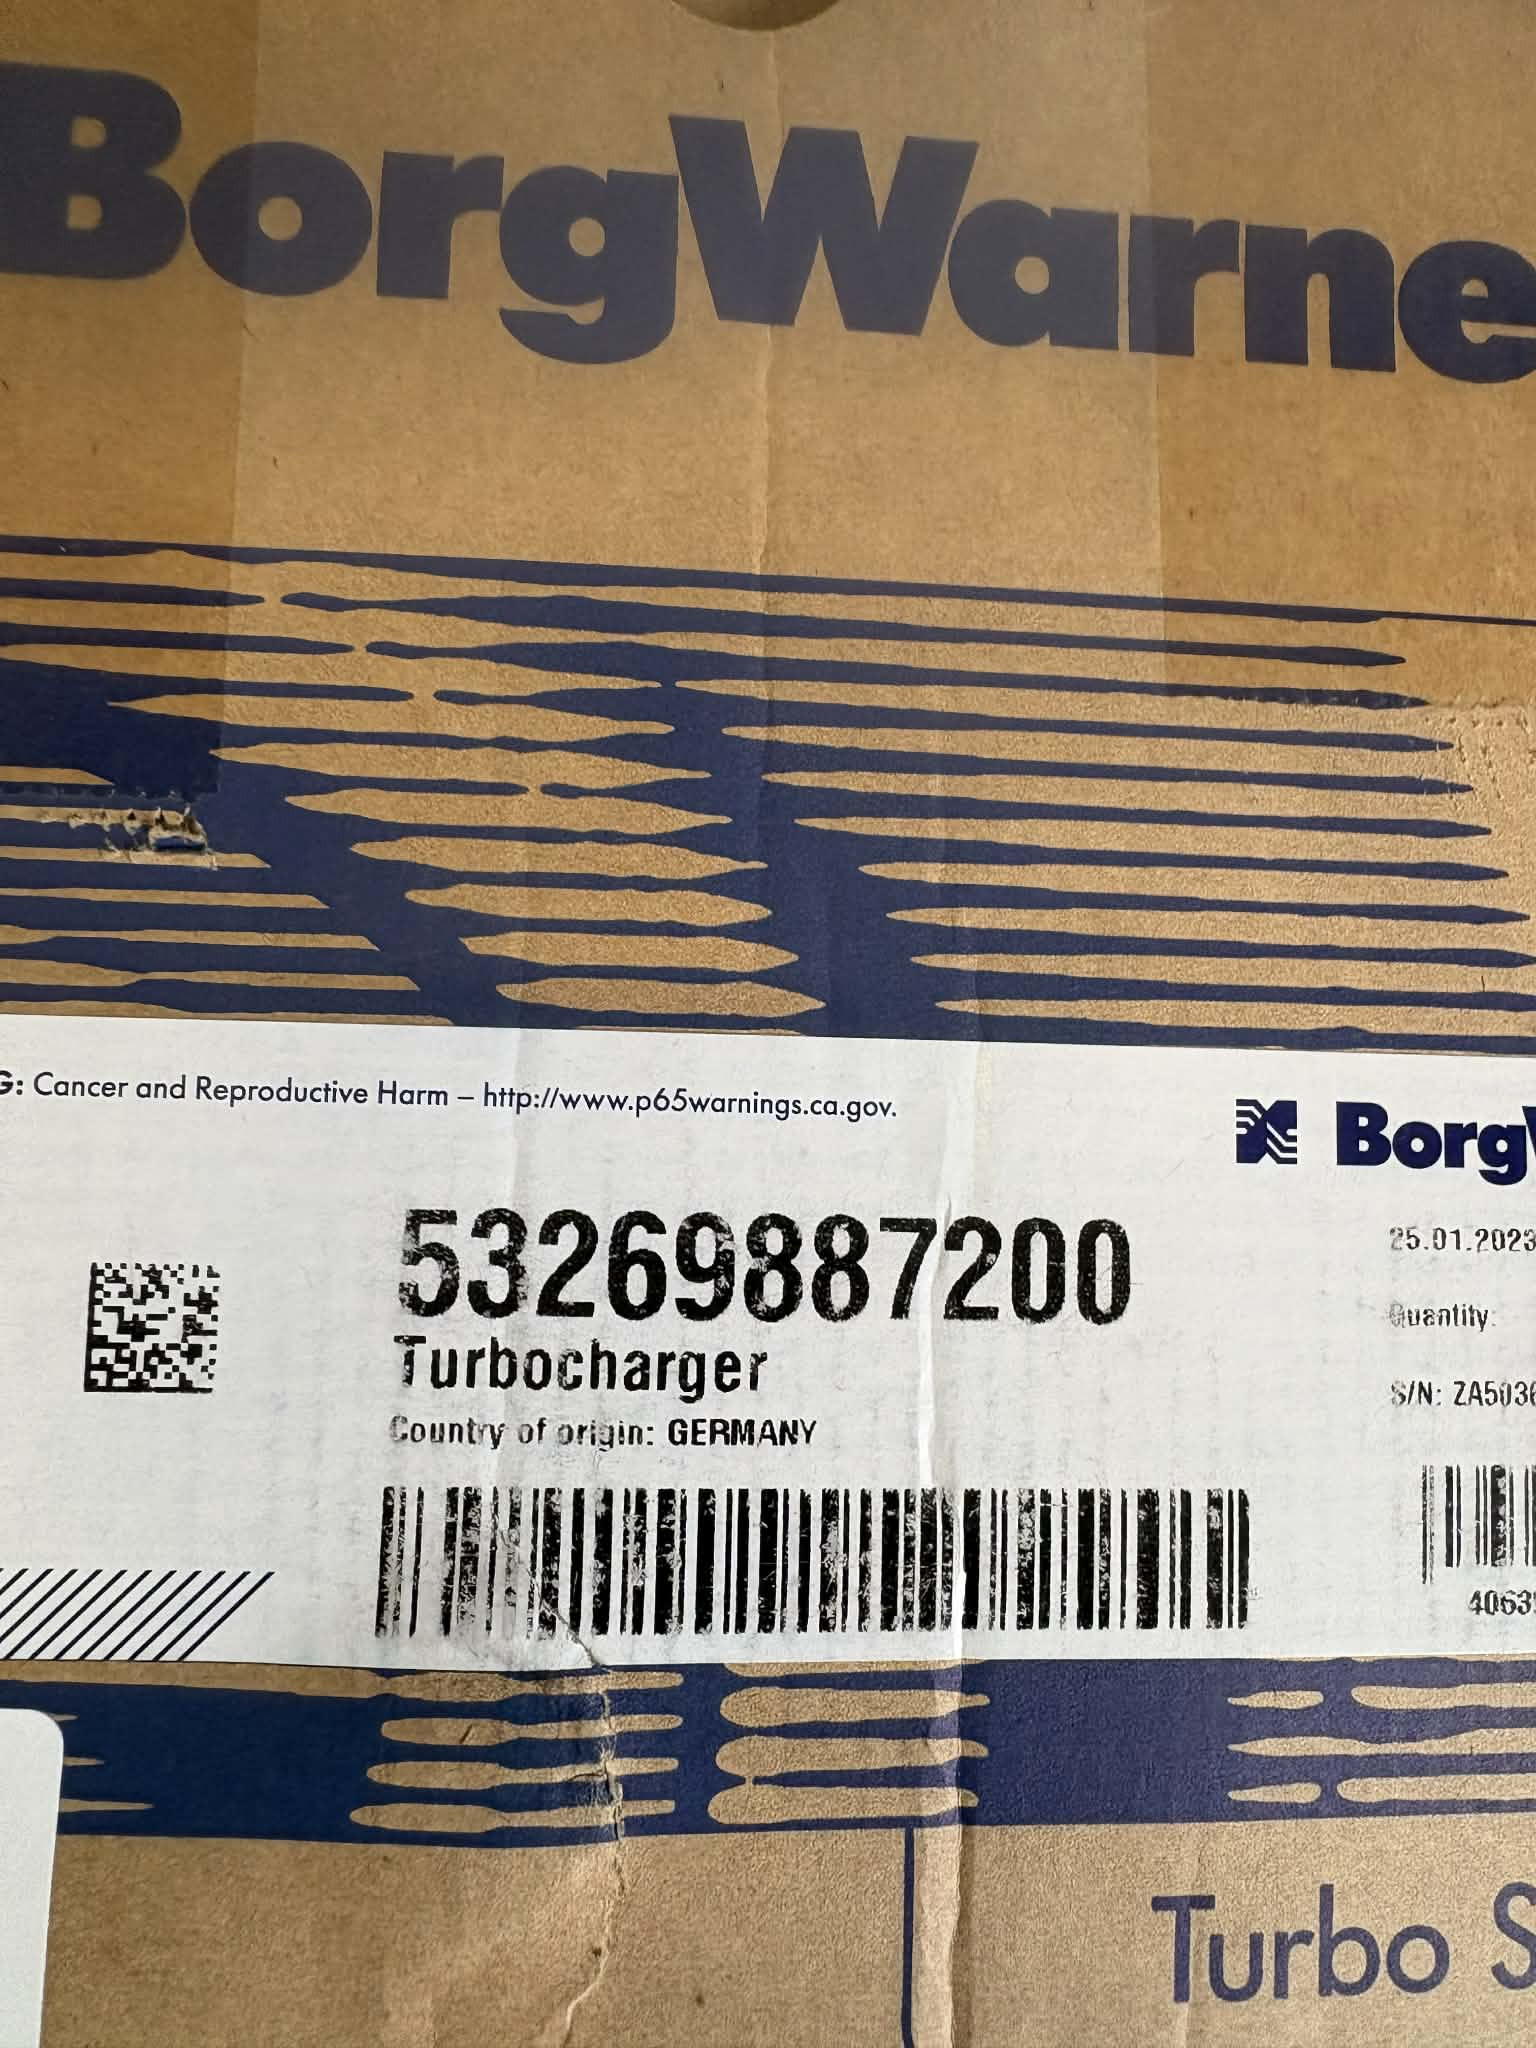 BorgWarne
G: Cancer and Reproductive Harm – http://www.p65warnings.ca.gov.
BorgW
53269887200
25.01.2023
Turbocharger
Quantity:
Country of origin: GERMANY
S/N: ZA5036
4063
Turbo S